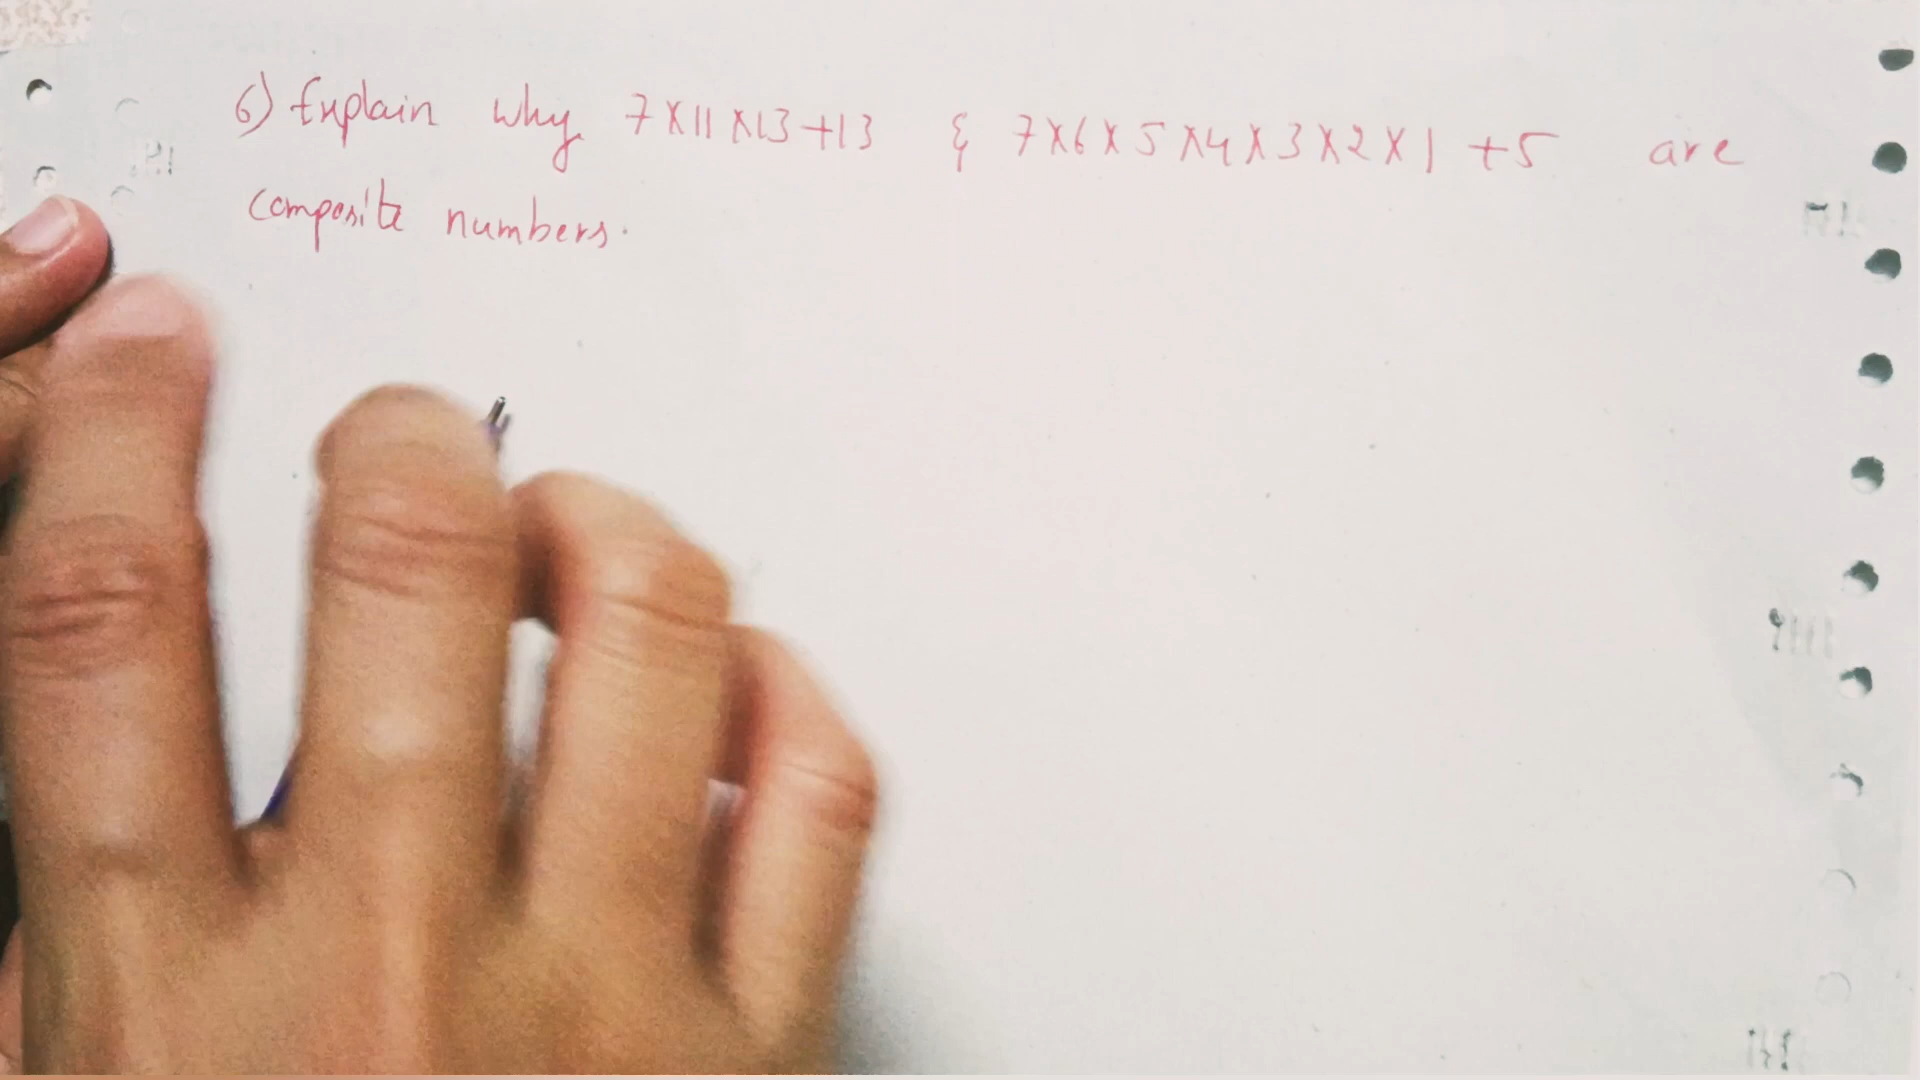 6) Explain why 7×11×13+13 & 7×6×5×4×3×2×1 +5 are
composite numbers.